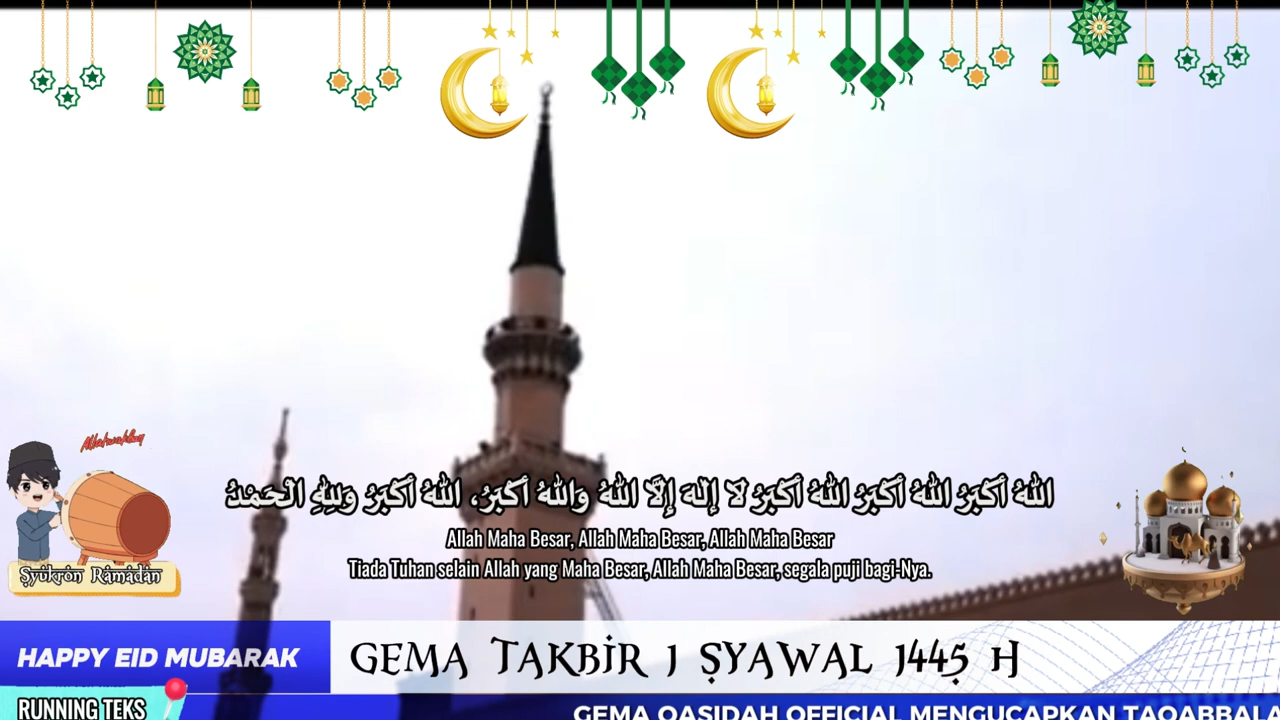 اللهُ أَكْبَرُ اللهُ أَكْبَرُ اللهُ أَكْبَرُ لَا إِلٰهَ إِلَّا اللهُ وَاللهُ أَكْبَرُ، اللهُ أَكْبَرُ وَلِلّٰهِ الْحَمْدُ
Allah Maha Besar, Allah Maha Besar, Allah Maha Besar
Tiada Tuhan selain Allah yang Maha Besar, Allah Maha Besar, segala puji bagi-Nya.
Syukron Ramadan
HAPPY EID MUBARAK
GEMA TAKBIR 1 SYAWAL 1445 H
RUNNING TEKS
GEMA QASIDAH OFFICIAL MENGUCAPKAN TAQABBALA